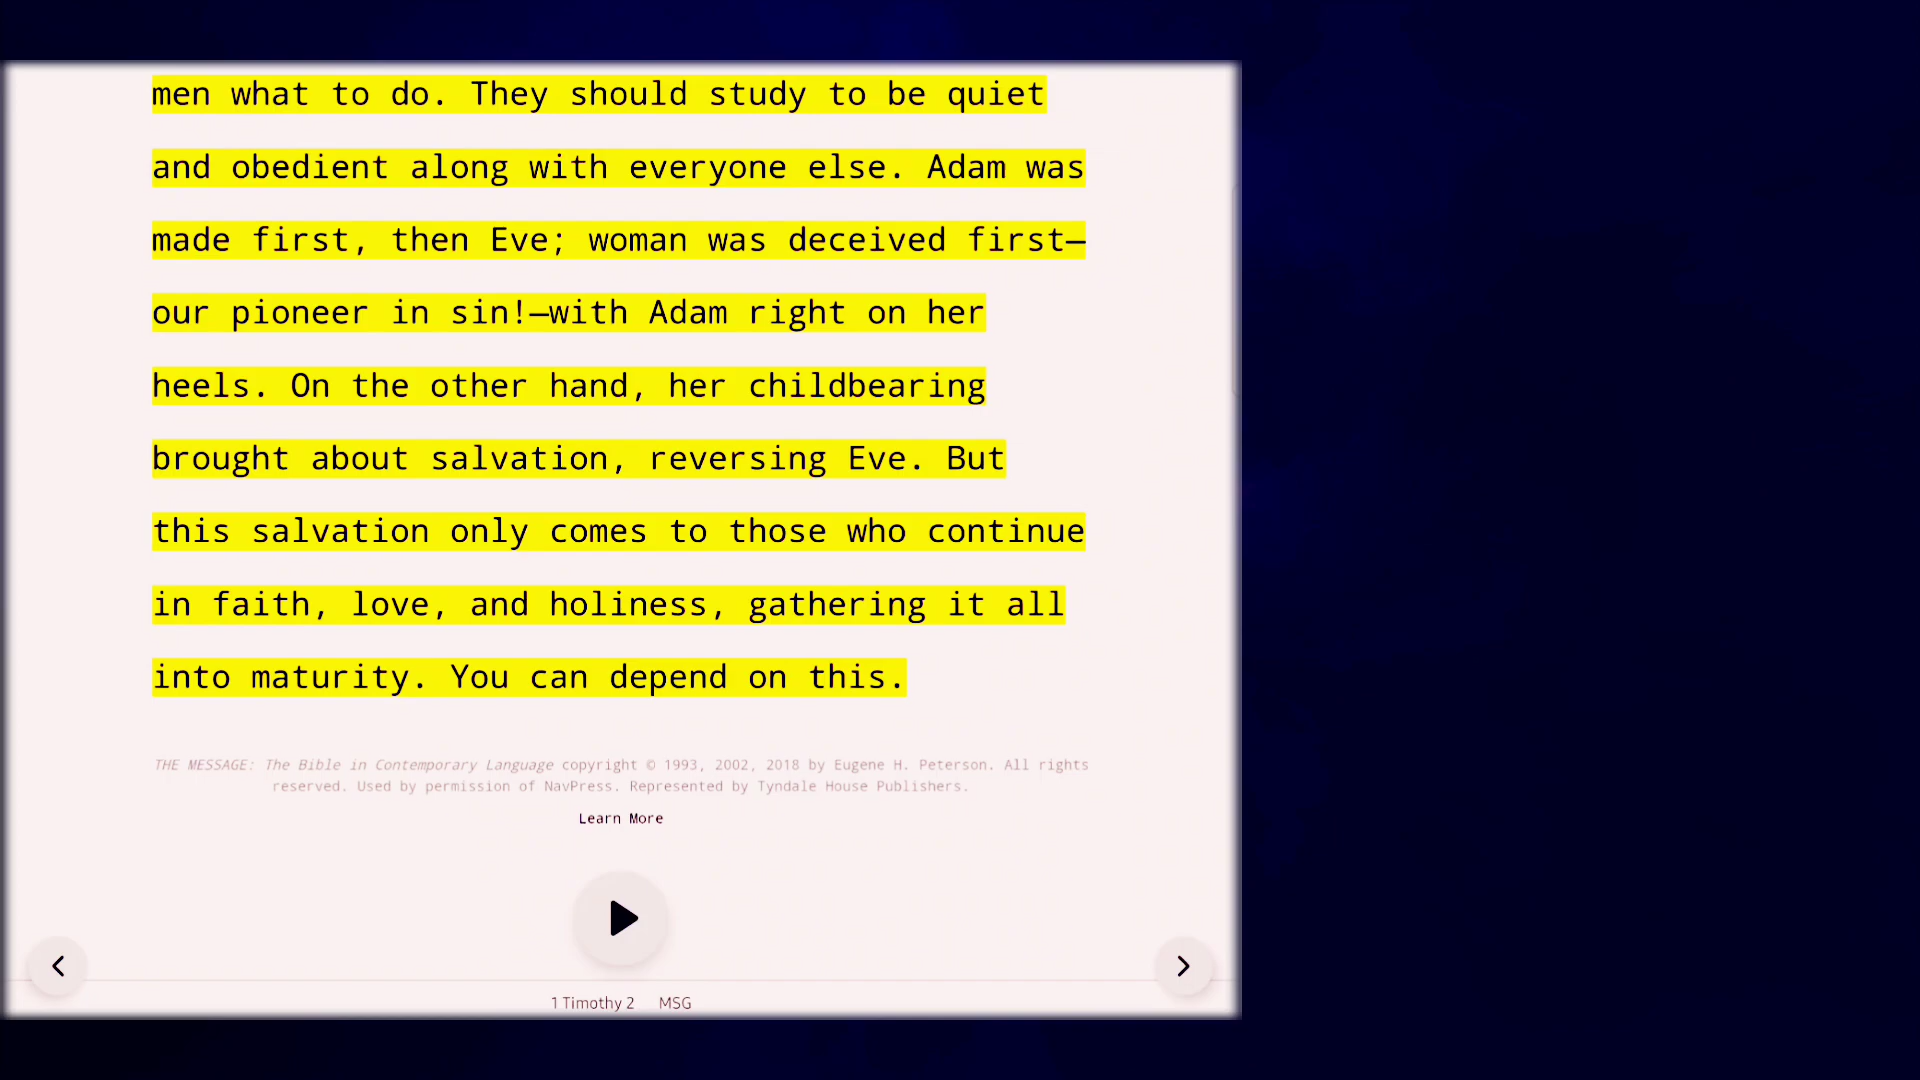 men what to do. They should study to be quiet
and obedient along with everyone else. Adam was
made first, then Eve; woman was deceived first—
our pioneer in sin!—with Adam right on her
heels. On the other hand, her childbearing
brought about salvation, reversing Eve. But
this salvation only comes to those who continue
in faith, love, and holiness, gathering it all
into maturity. You can depend on this.
THE MESSAGE: The Bible in Contemporary Language copyright © 1993, 2002, 2018 by Eugene H. Peterson. All rights
reserved. Used by permission of NavPress. Represented by Tyndale House Publishers.
Learn More
1 Timothy 2 MSG